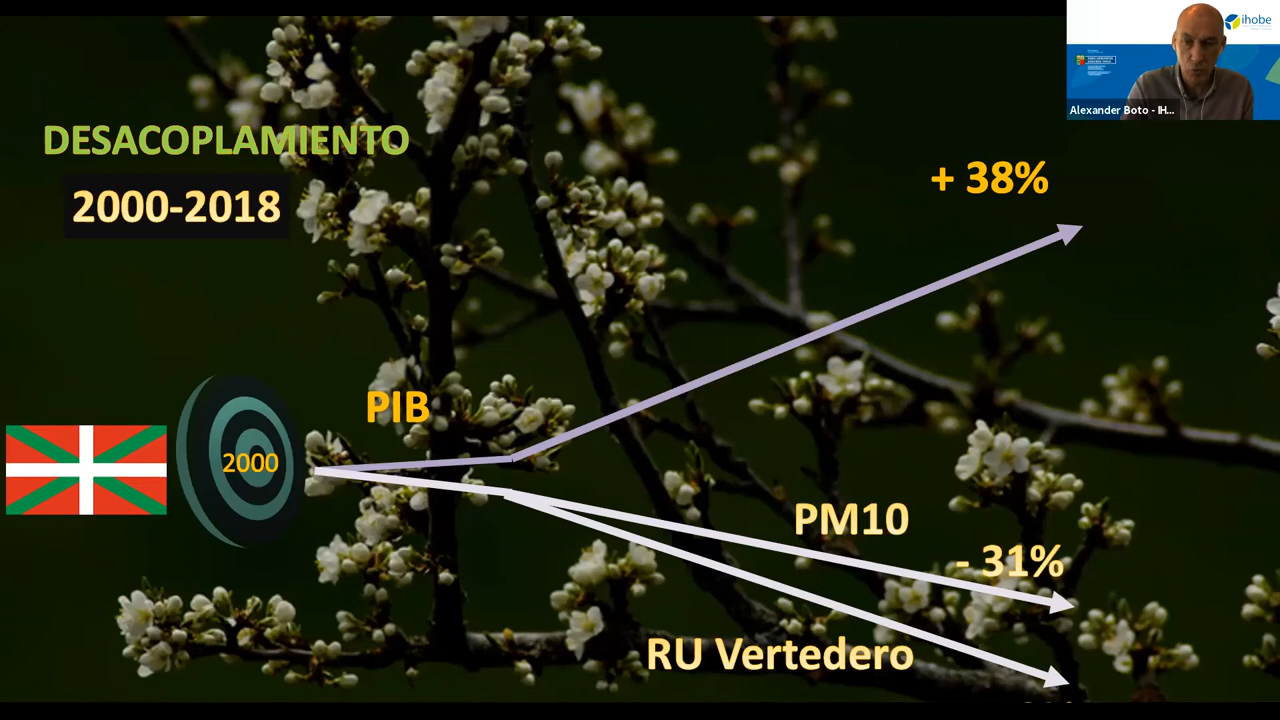 ihobe
Alexander Boto - IH...
DESACOPLAMIENTO
2000-2018
+ 38%
PIB
2000
PM10
- 31%
RU Vertedero